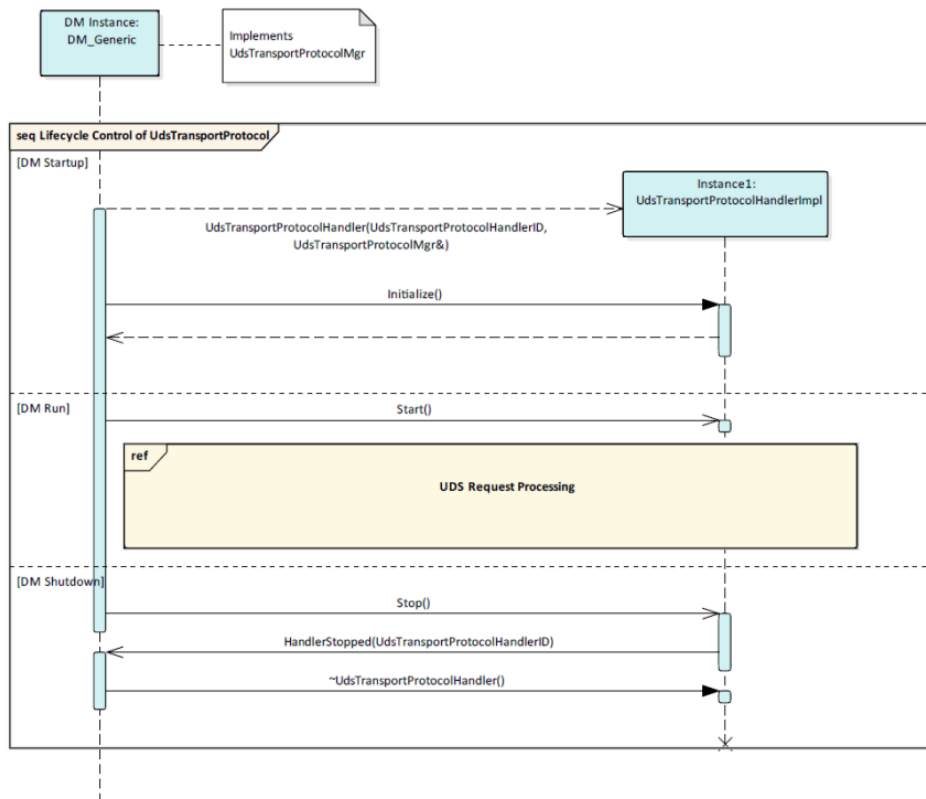 DM Instance:
DM_Generic
Implements
UdsTransportProtocolMgr
seq Lifecycle Control of UdsTransportProtocol
[DM Startup]
Instance1:
UdsTransportProtocolHandlerImpl
UdsTransportProtocolHandler(UdsTransportProtocolHandlerID,
UdsTransportProtocolMgr&)
Initialize()
[DM Run]
Start()
ref
UDS Request Processing
[DM Shutdown]
Stop()
HandlerStopped(UdsTransportProtocolHandlerID)
~UdsTransportProtocolHandler()